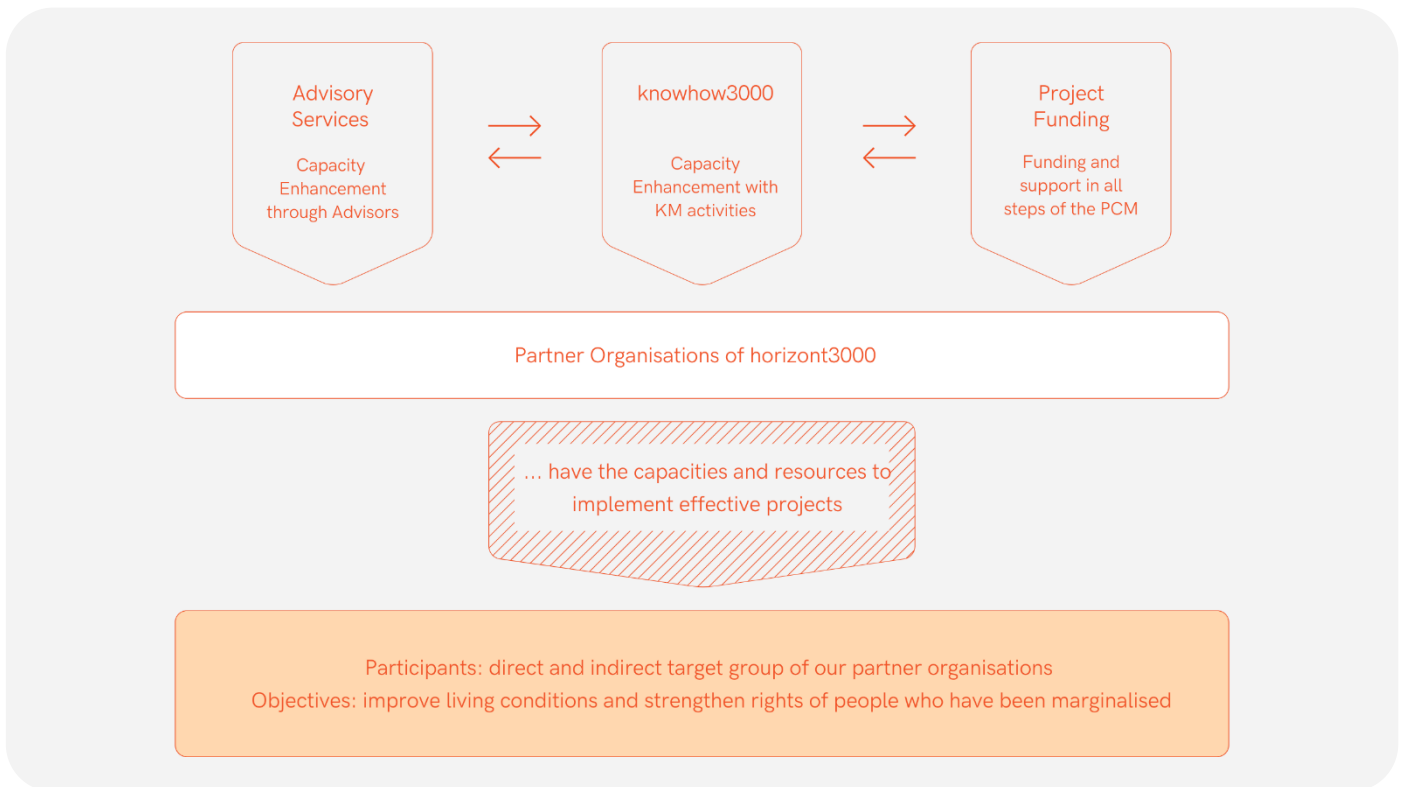 Advisory
Services
Capacity
Enhancement
through Advisors
knowhow3000
Capacity
Enhancement with
KM activities
Project
Funding
Funding and
support in all
steps of the PCM
Partner Organisations of horizont3000
... have the capacities and resources to
implement effective projects
Participants: direct and indirect target group of our partner organisations
Objectives: improve living conditions and strengthen rights of people who have been marginalised